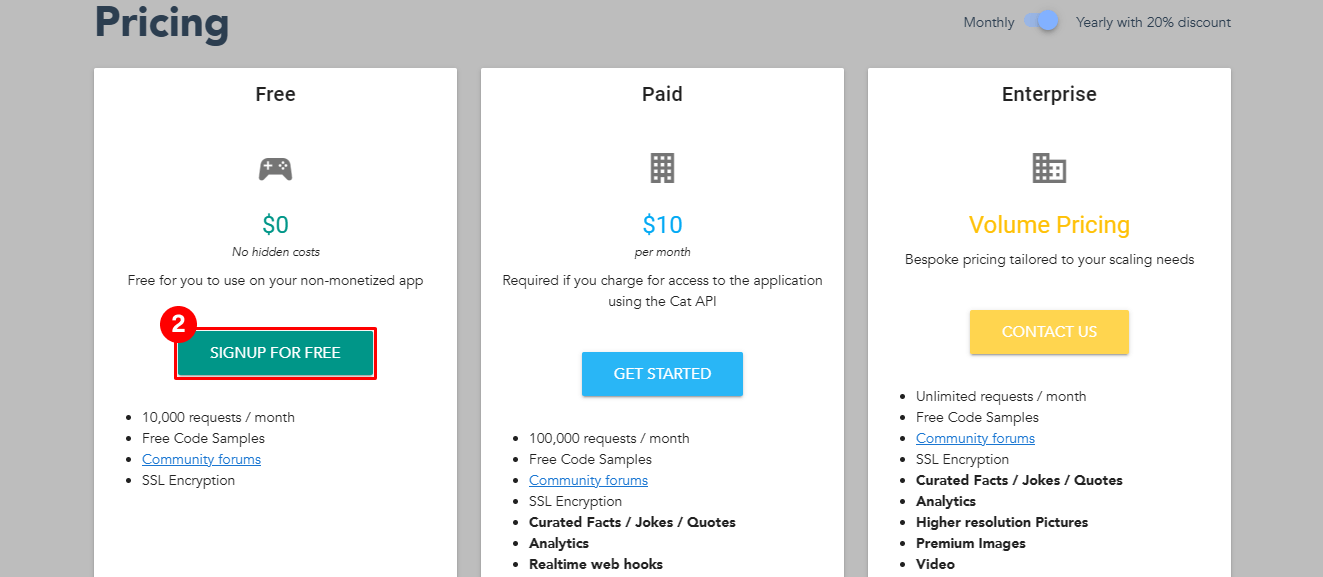 Pricing
Monthly Yearly with 20% discount
Free
$0
No hidden costs
Free for you to use on your non-monetized app
2
SIGNUP FOR FREE
10,000 requests / month
Free Code Samples
Community forums
SSL Encryption
Paid
$10
per month
Required if you charge for access to the application
using the Cat API
GET STARTED
100,000 requests / month
Free Code Samples
Community forums
SSL Encryption
Curated Facts / Jokes / Quotes
Analytics
Realtime web hooks
Enterprise
Volume Pricing
Bespoke pricing tailored to your scaling needs
CONTACT US
Unlimited requests / month
Free Code Samples
Community forums
SSL Encryption
Curated Facts / Jokes / Quotes
Analytics
Higher resolution Pictures
Premium Images
Video